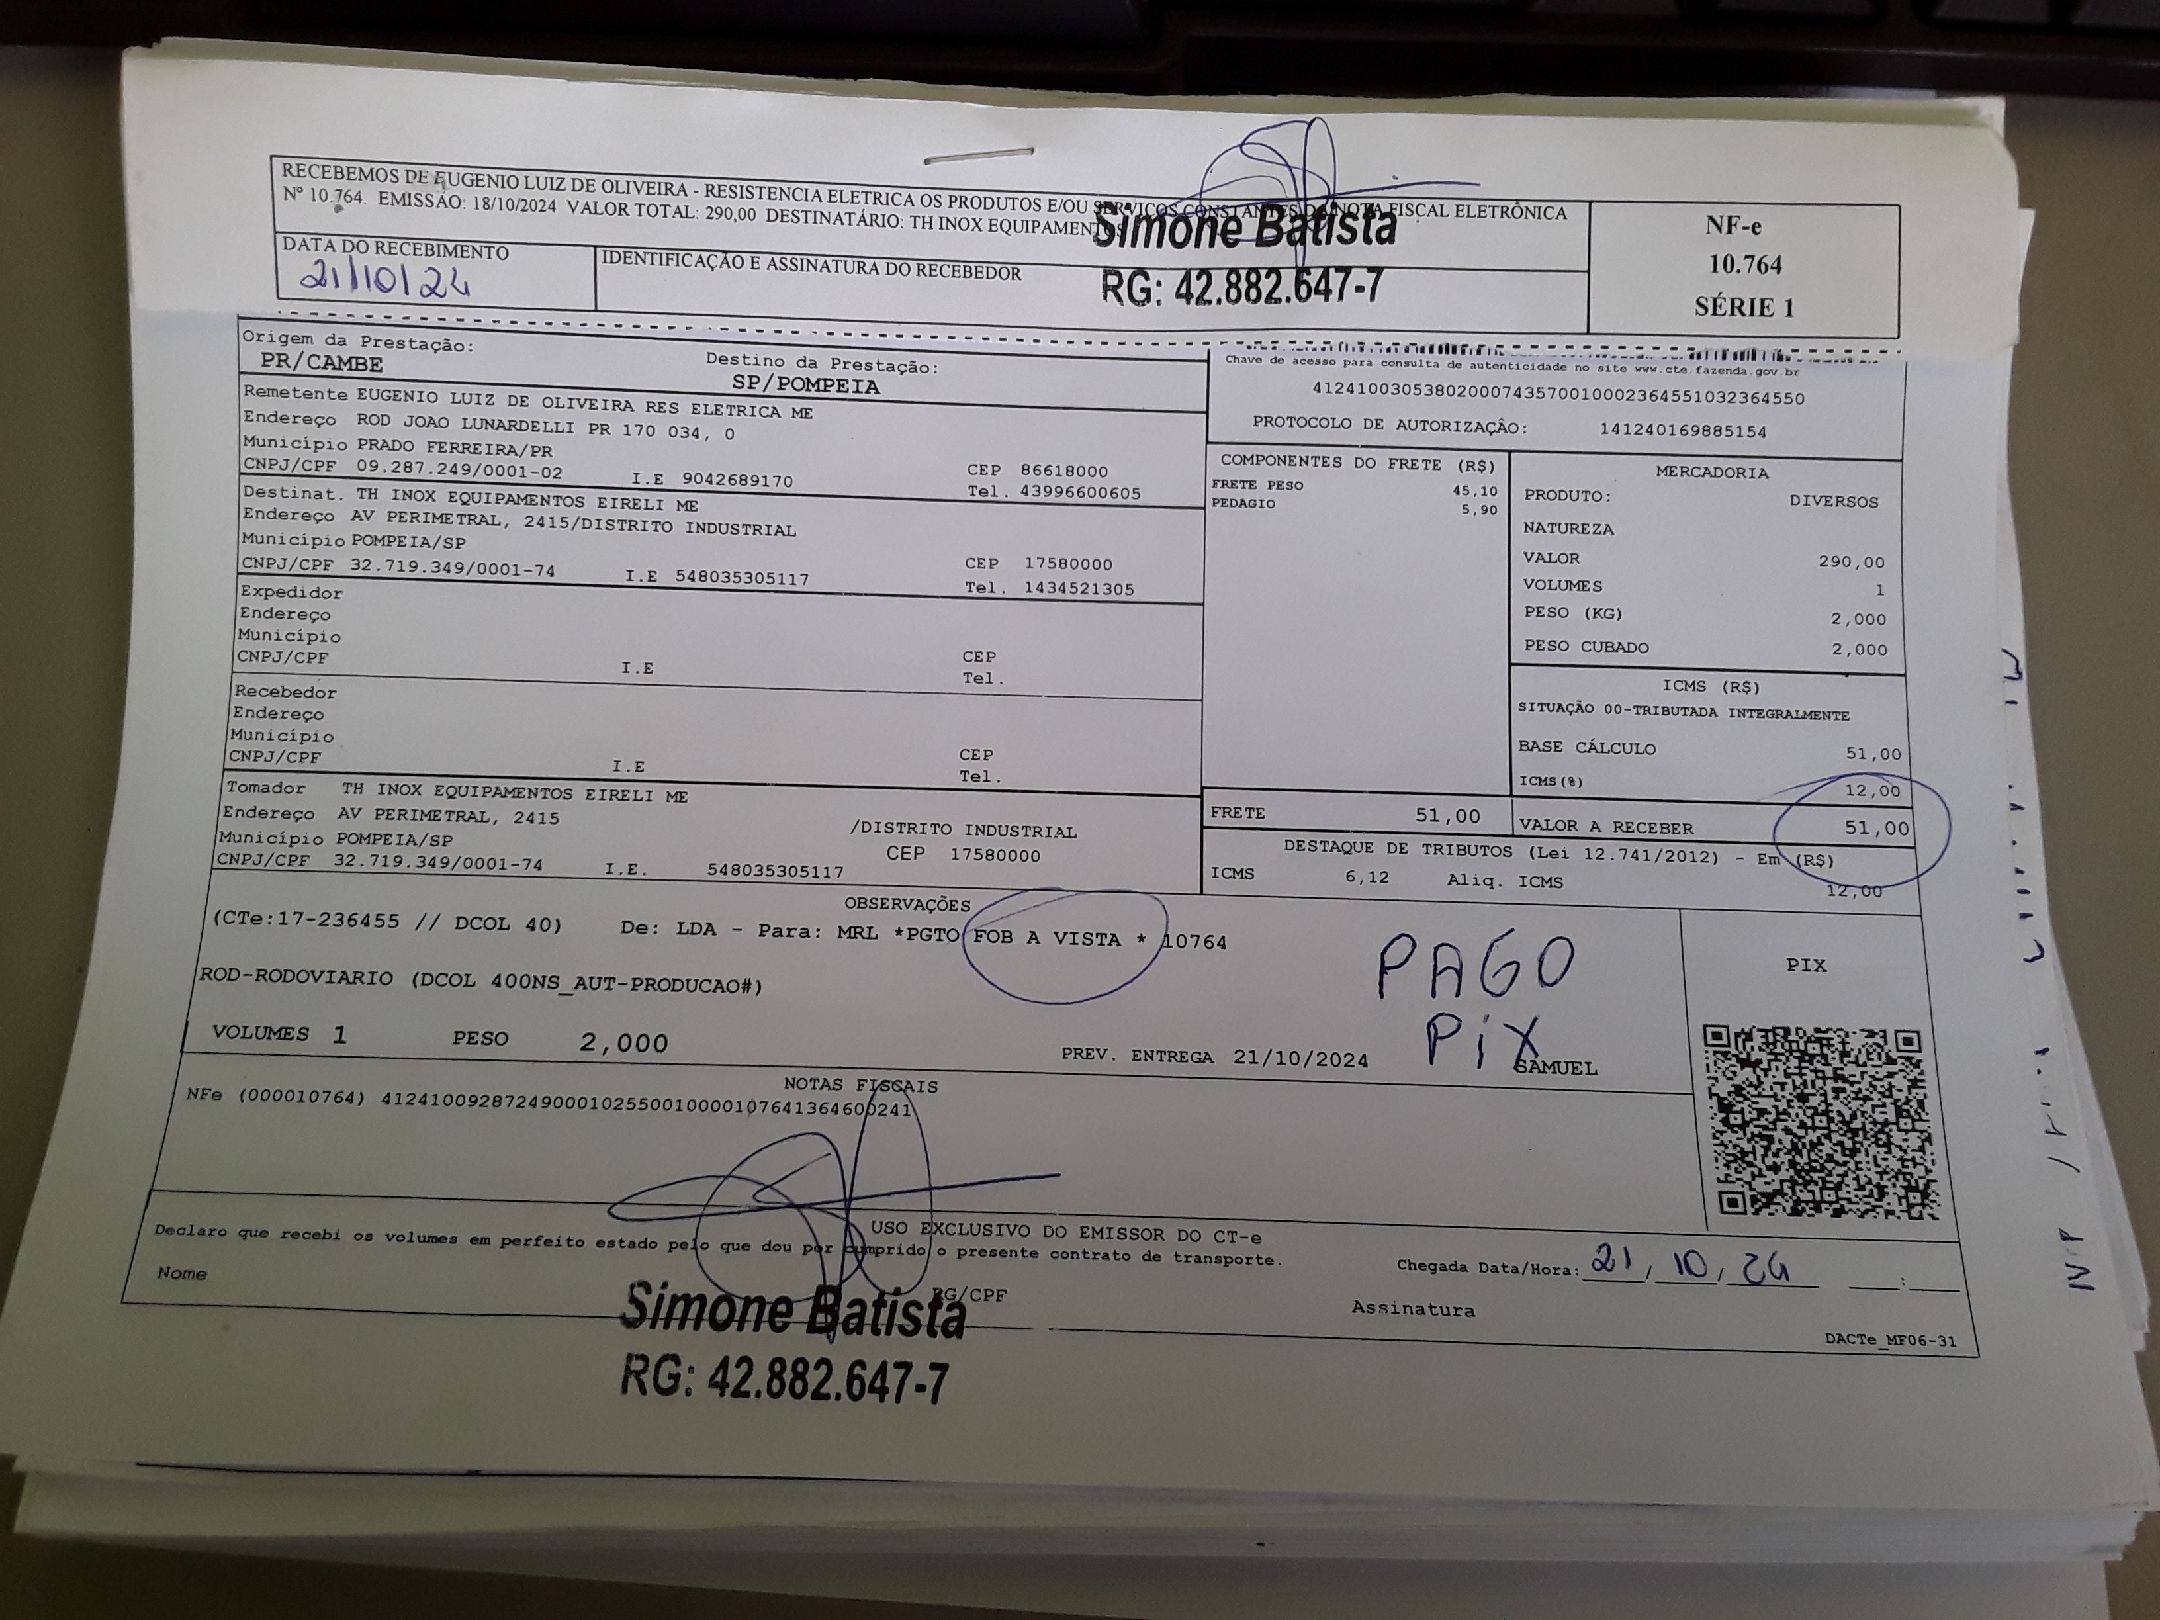 RECEBEMOS DE EUGENIO LUIZ DE OLIVEIRA - RESISTENCIA ELETRICA OS PRODUTOS E/OU SERVIÇOS CONSTANTES DA NOTA FISCAL ELETRÔNICA
Nº 10.764 EMISSÃO: 18/10/2024 VALOR TOTAL: 290,00 DESTINATÁRIO: TH INOX EQUIPAMENTOS
NF-e
10.764
SÉRIE 1
DATA DO RECEBIMENTO
21/10/24
IDENTIFICAÇÃO E ASSINATURA DO RECEBEDOR
Simone Batista
RG: 42.882.647-7
Origem da Prestação:
PR/CAMBE
Destino da Prestação:
SP/POMPEIA
Chave de acesso para consulta de autenticidade no site www.cte.fazenda.gov.br
41241003053802000743570010002364551032364550
PROTOCOLO DE AUTORIZAÇÃO: 141240169885154
Remetente EUGENIO LUIZ DE OLIVEIRA RES ELETRICA ME
Endereço ROD JOAO LUNARDELLI PR 170 034, 0
Município PRADO FERREIRA/PR CEP 86618000
CNPJ/CPF 09.287.249/0001-02 I.E 9042689170 Tel. 43996600605
Destinat. TH INOX EQUIPAMENTOS EIRELI ME
Endereço AV PERIMETRAL, 2415/DISTRITO INDUSTRIAL
Município POMPEIA/SP CEP 17580000
CNPJ/CPF 32.719.349/0001-74 I.E 548035305117 Tel. 1434521305
Expedidor
Endereço
Município CEP
CNPJ/CPF I.E Tel.
Recebedor
Endereço
Município CEP
CNPJ/CPF I.E Tel.
Tomador TH INOX EQUIPAMENTOS EIRELI ME
Endereço AV PERIMETRAL, 2415 /DISTRITO INDUSTRIAL
Município POMPEIA/SP CEP 17580000
CNPJ/CPF 32.719.349/0001-74 I.E. 548035305117
COMPONENTES DO FRETE (R$)
FRETE PESO 45,10
PEDAGIO 5,90
MERCADORIA
PRODUTO: DIVERSOS
NATUREZA
VALOR 290,00
VOLUMES 1
PESO (KG) 2,000
PESO CUBADO 2,000
ICMS (R$)
SITUAÇÃO 00-TRIBUTADA INTEGRALMENTE
BASE CÁLCULO 51,00
ICMS(%) 12,00
FRETE 51,00
VALOR A RECEBER 51,00
DESTAQUE DE TRIBUTOS (Lei 12.741/2012) - Em (R$)
ICMS 6,12 Aliq. ICMS 12,00
OBSERVAÇÕES
(CTe:17-236455 // DCOL 40) De: LDA - Para: MRL *PGTO FOB A VISTA * 10764
ROD-RODOVIARIO (DCOL 400NS_AUT-PRODUCAO#)
PAGO
PiX
PIX
VOLUMES 1 PESO 2,000 PREV. ENTREGA 21/10/2024 SAMUEL
NOTAS FISCAIS
NFe (000010764) 41241009287249000102550010000107641364600241
USO EXCLUSIVO DO EMISSOR DO CT-e
Declaro que recebi os volumes em perfeito estado pelo que dou por cumprido o presente contrato de transporte.
Chegada Data/Hora: 21/10/24 :
Nome RG/CPF Assinatura
Simone Batista
RG: 42.882.647-7
DACTe_MF06-31